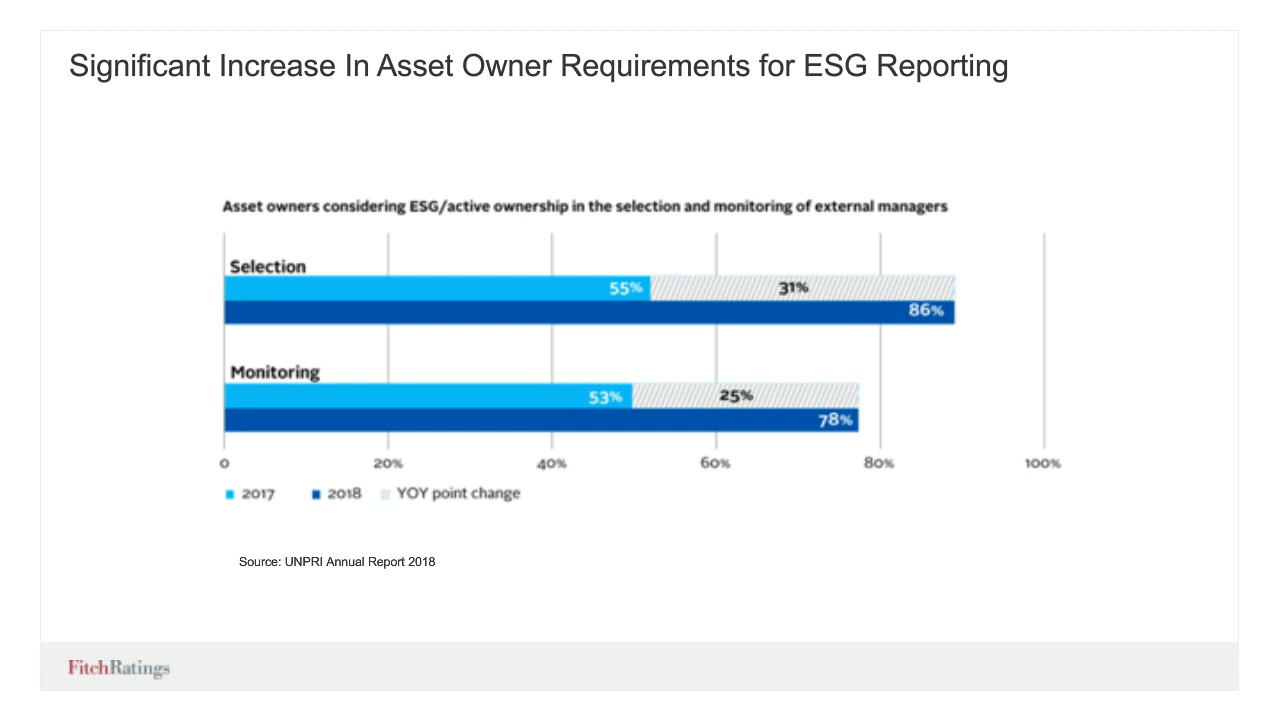 Significant Increase In Asset Owner Requirements for ESG Reporting
Asset owners considering ESG/active ownership in the selection and monitoring of external managers
Selection
55% 31%
86%
Monitoring
53% 25%
78%
0 20% 40% 60% 80% 100%
2017 2018 YOY point change
Source: UNPRI Annual Report 2018
FitchRatings